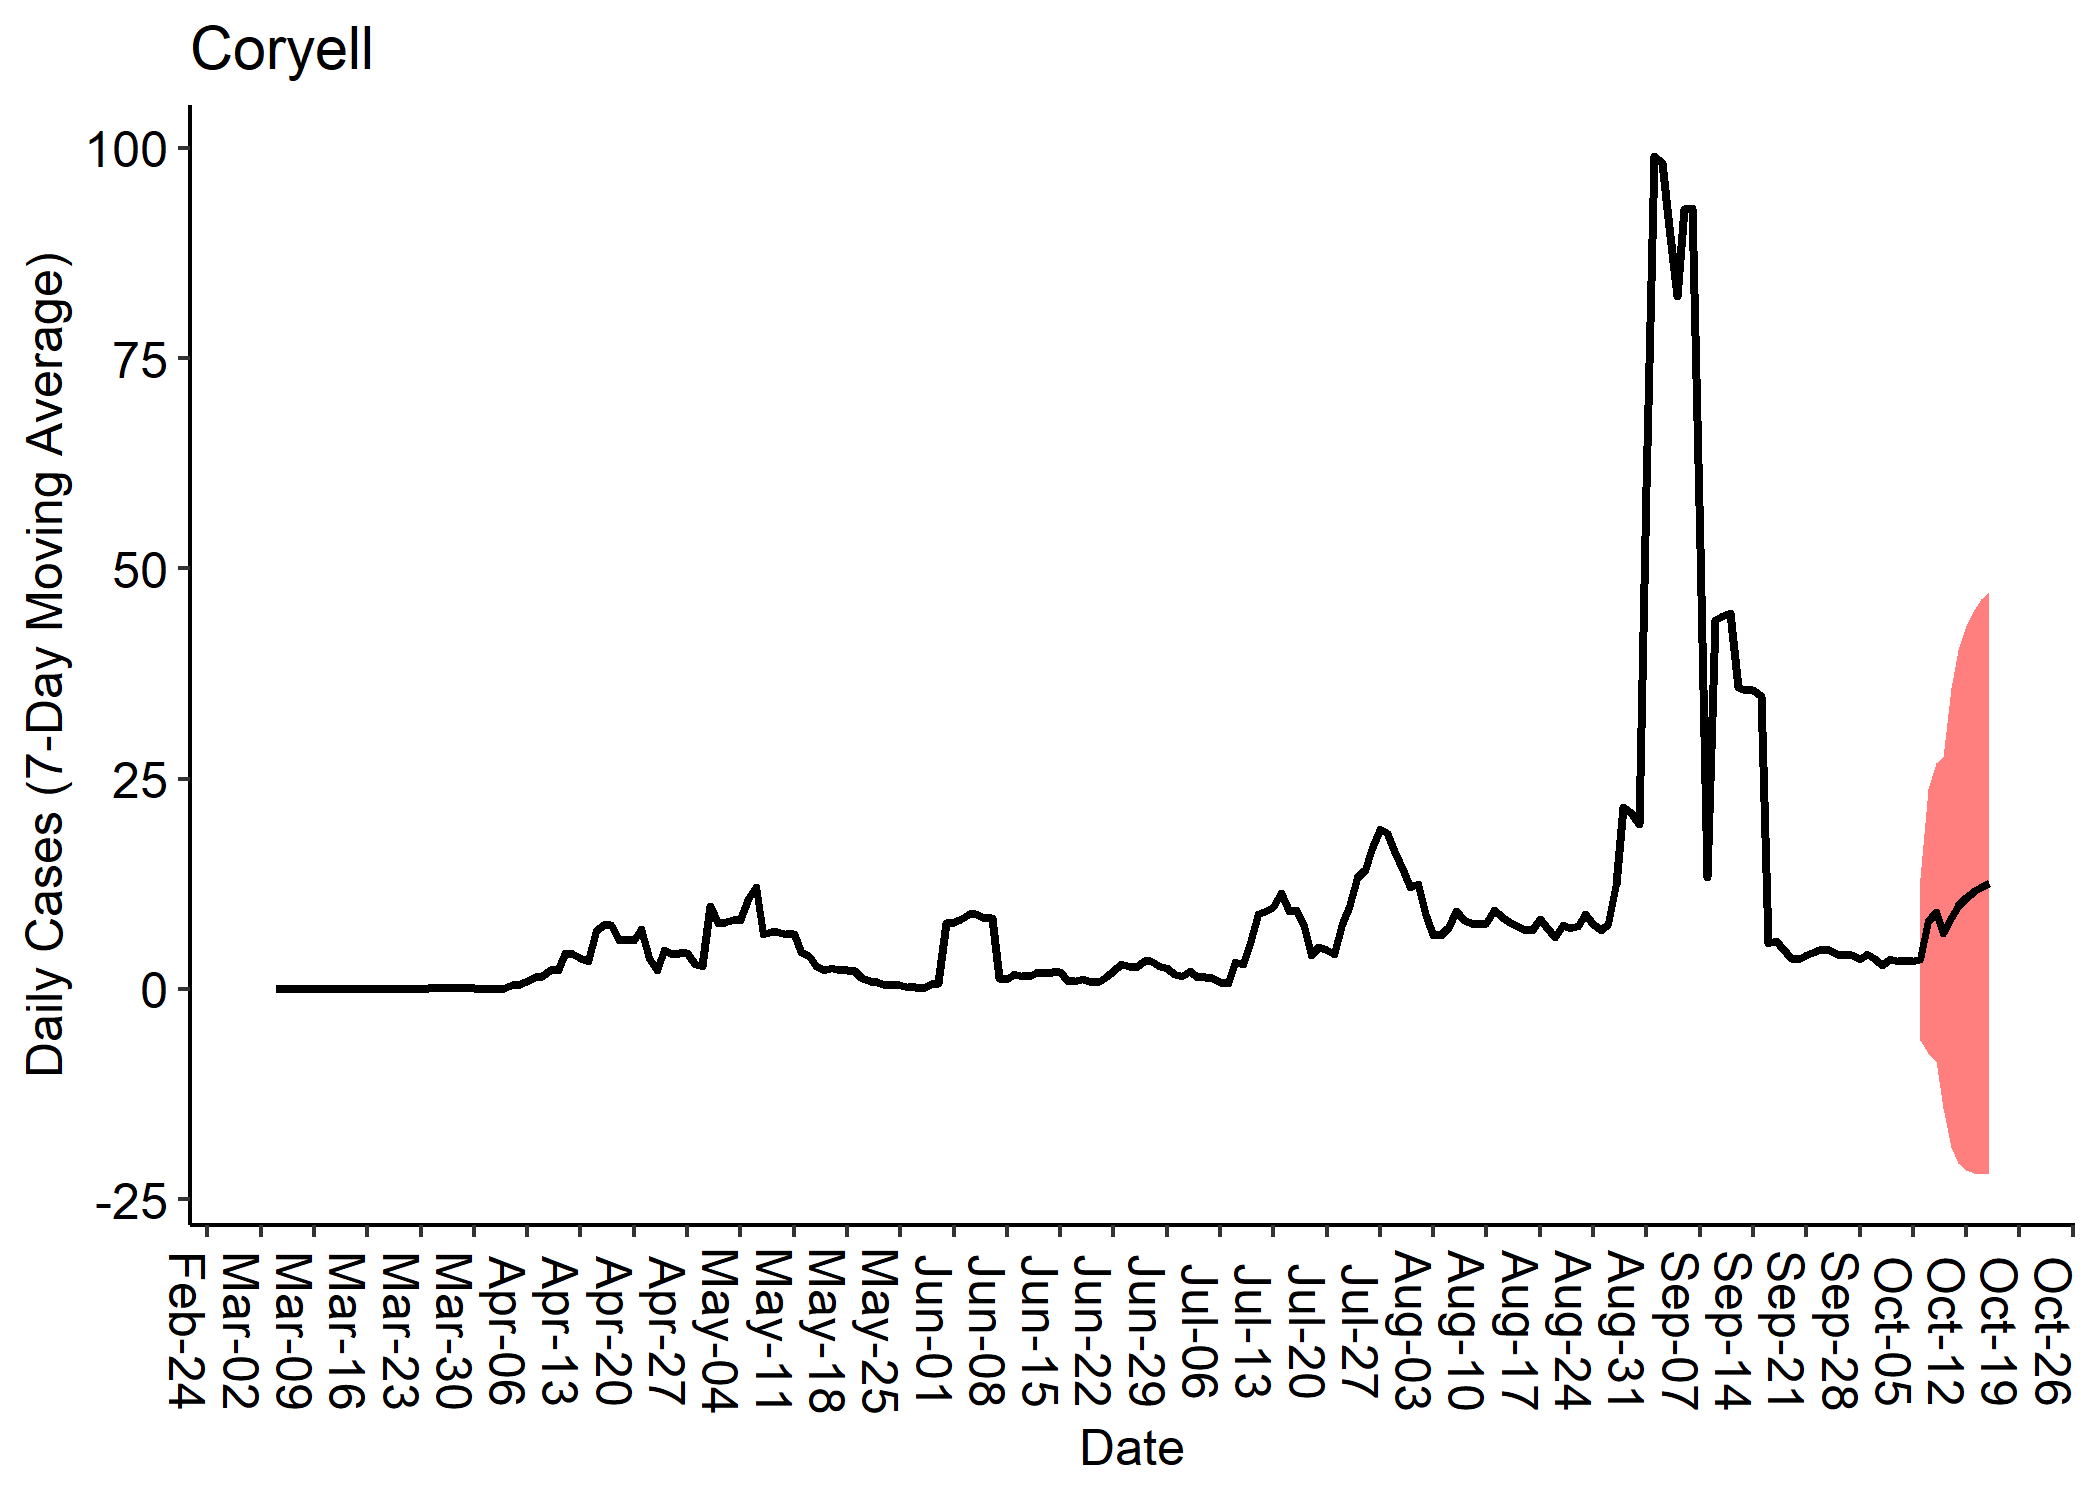 Coryell
Daily Cases (7-Day Moving Average)
100
75
50
25
0
-25
Feb-24
Mar-02
Mar-09
Mar-16
Mar-23
Mar-30
Apr-06
Apr-13
Apr-20
Apr-27
May-04
May-11
May-18
May-25
Jun-01
Jun-08
Jun-15
Jun-22
Jun-29
Jul-06
Jul-13
Jul-20
Jul-27
Aug-03
Aug-10
Aug-17
Aug-24
Aug-31
Sep-07
Sep-14
Sep-21
Sep-28
Oct-05
Oct-12
Oct-19
Oct-26
Date